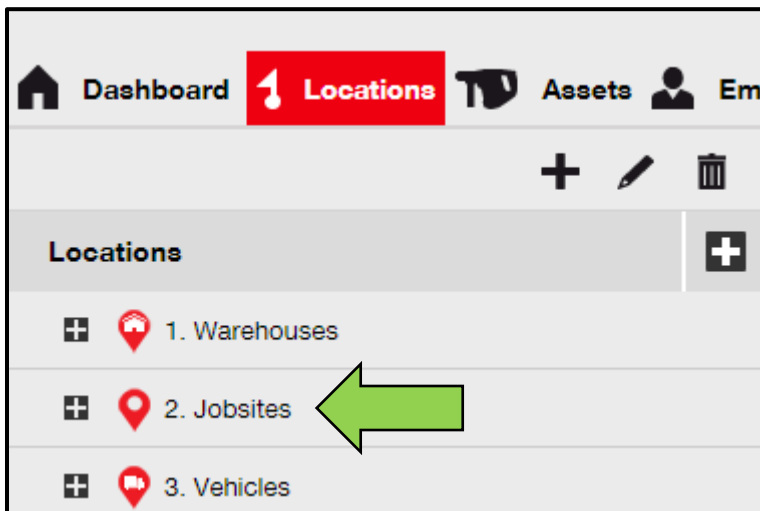 Dashboard Locations Assets Em
Locations
1. Warehouses
2. Jobsites
3. Vehicles